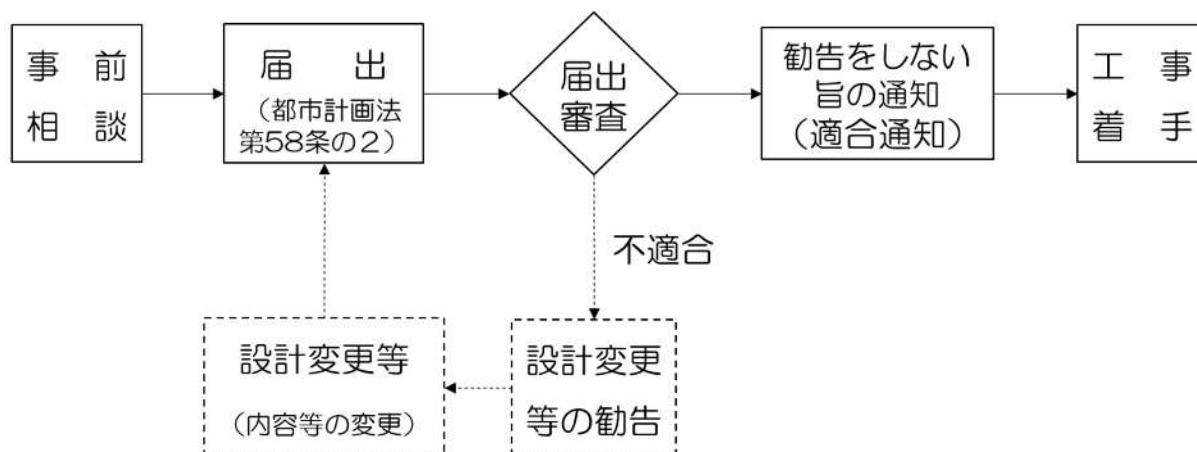 事　前
相　談
届　　出
（都市計画法
第58条の２）
届出
審査
勧告をしない
旨の通知
（適合通知）
工　事
着　手
不適合
設計変更
等の勧告
設計変更等
（内容等の変更）